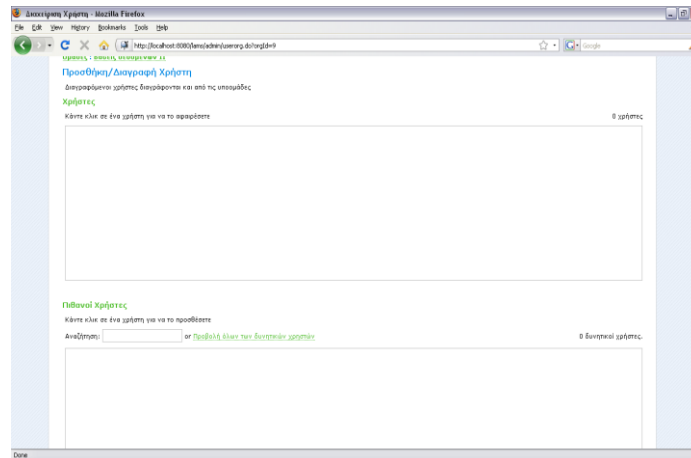 Διαχείριση Χρήστη - Mozilla Firefox
File Edit View History Bookmarks Tools Help
http://localhost:8080/lams/admin/userorg.do?orgId=9
Google
Προσθήκη/Διαγραφή Χρήστη
Διαγραφόμενοι χρήστες διαγράφονται και από τις υποομάδες
Χρήστες
Κάντε κλικ σε ένα χρήστη για να το αφαιρέσετε
0 χρήστες
Πιθανοί Χρήστες
Κάντε κλικ σε ένα χρήστη για να το προσθέσετε
Αναζήτηση: or Προβολή όλων των δυνητικών χρηστών
0 δυνητικοί χρήστες.
Done